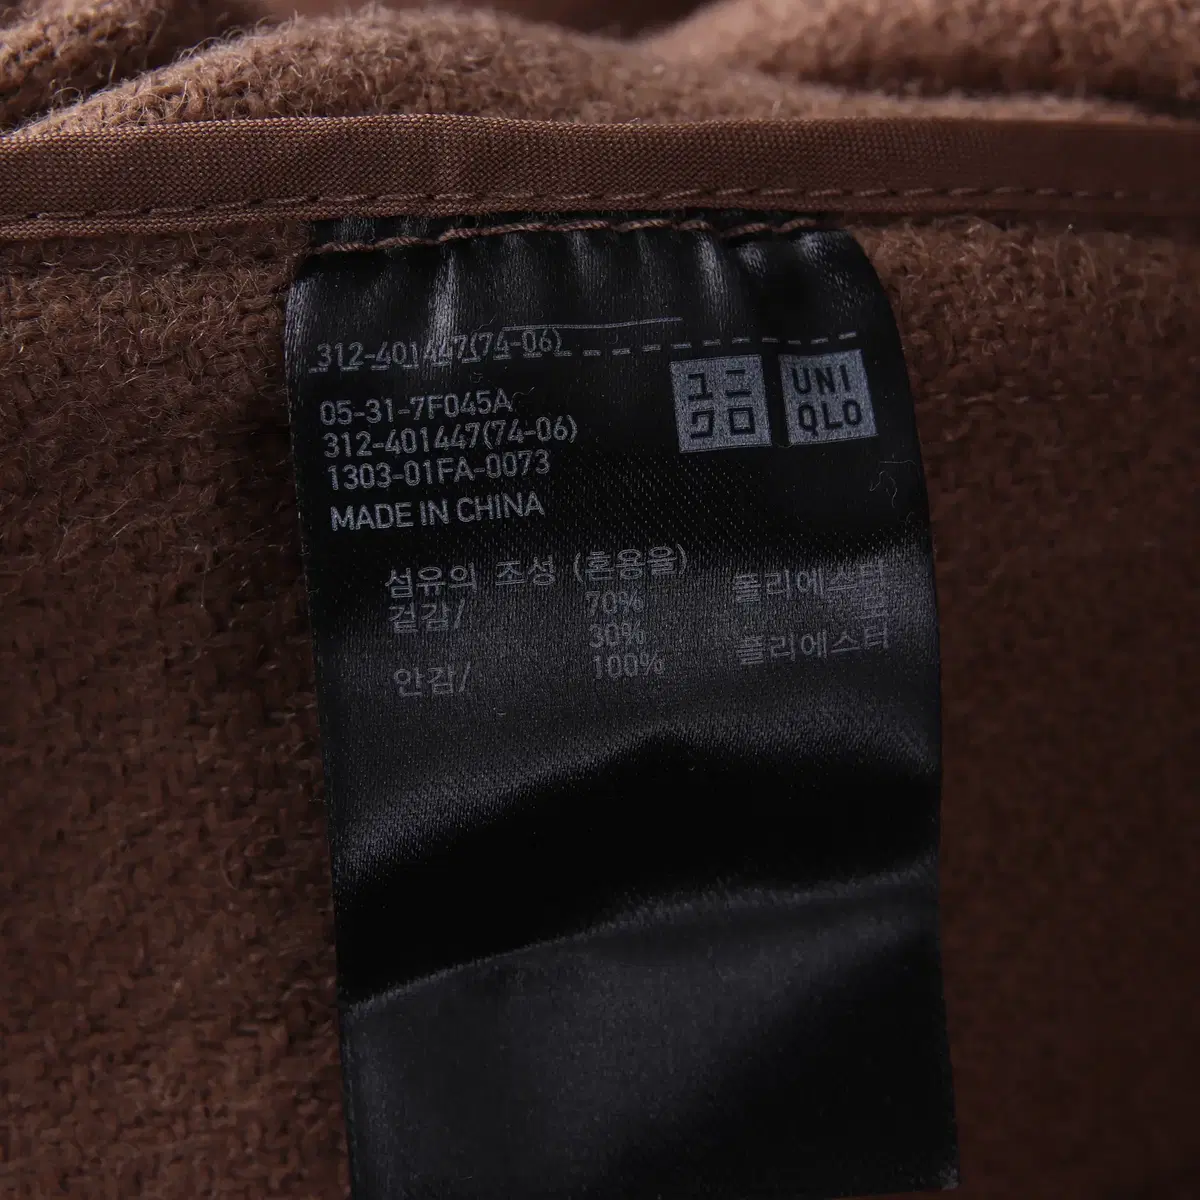 312-401447(74-06)
ユニ
クロ
UNI
QLO
05-31-7F045A
312-401447(74-06)
1303-01FA-0073
MADE IN CHINA
섬유의 조성 (혼용율)
겉감/ 70% 폴리에스터
30%
안감/ 100% 폴리에스터